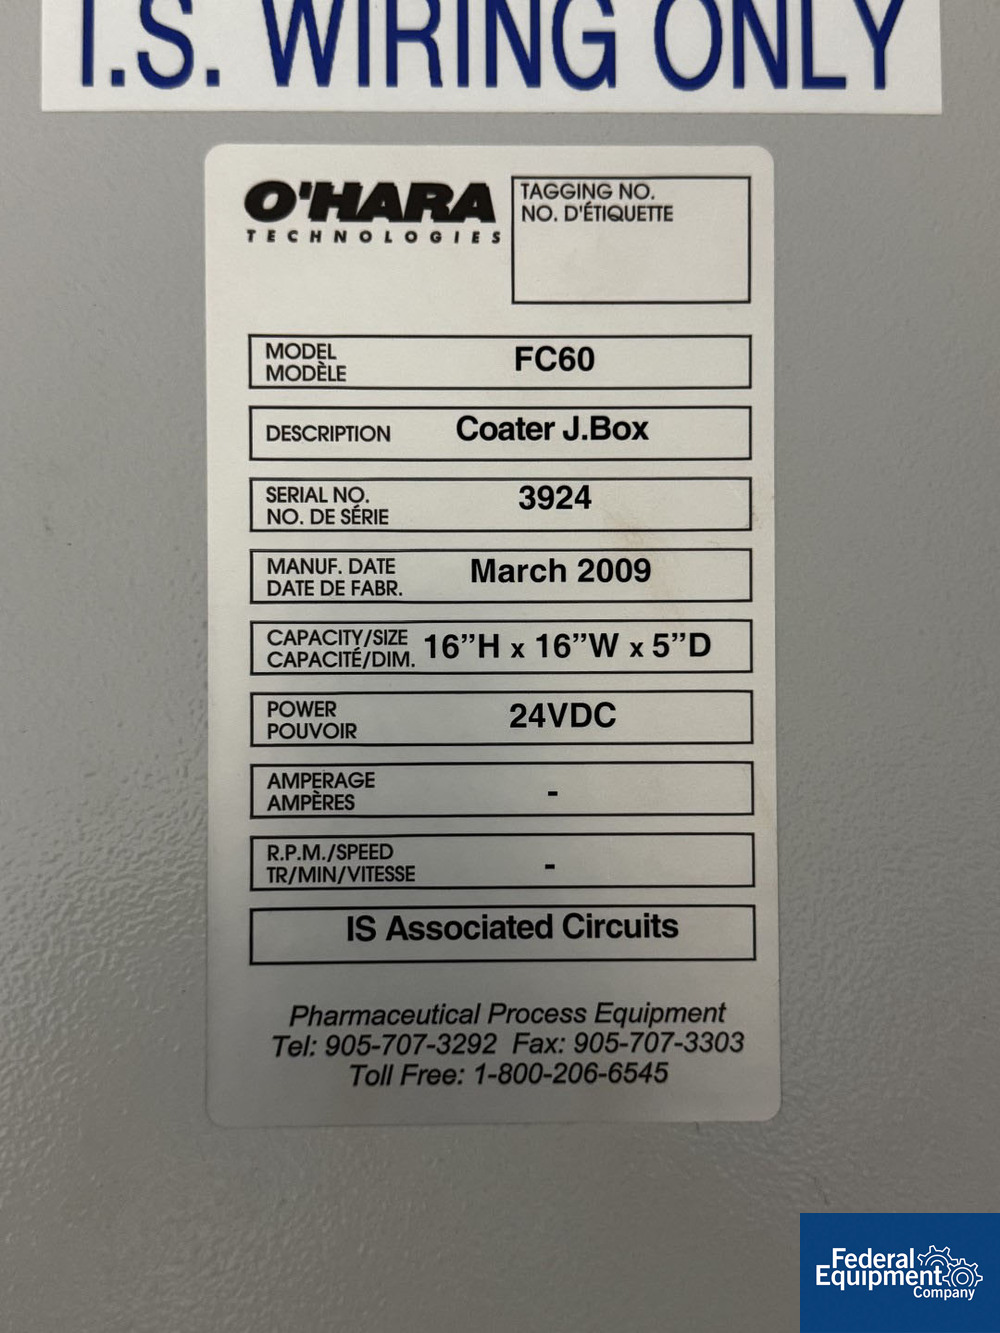 I.S. WIRING ONLY
O'HARA
TECHNOLOGIES
TAGGING NO.
NO. D'ÉTIQUETTE
MODEL
MODÈLE
FC60
DESCRIPTION
Coater J.Box
SERIAL NO.
NO. DE SÉRIE
3924
MANUF. DATE
DATE DE FABR.
March 2009
CAPACITY/SIZE
CAPACITÉ/DIM.
16”H x 16”W x 5”D
POWER
POUVOIR
24VDC
AMPERAGE
AMPÈRES
-
R.P.M./SPEED
TR/MIN/VITESSE
-
IS Associated Circuits
Pharmaceutical Process Equipment
Tel: 905-707-3292 Fax: 905-707-3303
Toll Free: 1-800-206-6545
Federal
Equipment
Company